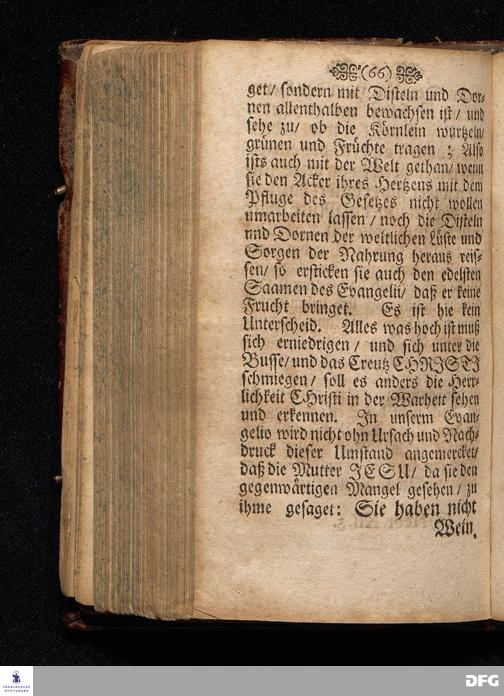 (66)
get/ sondern mit Disteln und Dor-
nen allenthalben bewachsen ist/ und
sehe zu/ ob die Körnlein wurtzeln/
grünen und Früchte tragen ; Also
ists auch mit der Welt gethan/ wenn
sie den Acker ihres Hertzens mit dem
Pfluge des Gesetzes nicht wollen
umarbeiten lassen / noch die Disteln
und Dornen der weltlichen Lüste und
Sorgen der Nahrung heraus reis-
sen/ so ersticken sie auch den edelsten
Saamen des Evangelii/ daß er keine
Frucht bringet. Es ist hie kein
Unterscheid. Alles was hoch ist muß
sich erniedrigen / und sich unter die
Busse/ und das Creutz CHRISTI
schmiegen / soll es anders die Herr-
lichkeit CHristi in der Warheit sehen
und erkennen. In unserm Evan-
gelio wird nicht ohn Ursach und Nach-
druck dieser Umstand angemercket/
daß die Mutter JESU/ da sie den
gegenwärtigen Mangel gesehen/ zu
ihme gesaget: Sie haben nicht
Wein.
FRANCKESCHE
STIFTUNGEN
DFG